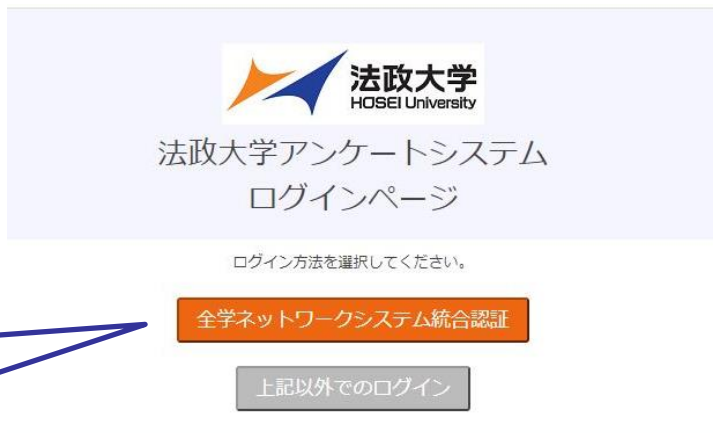 法政大学
HOSEI University
法政大学アンケートシステム
ログインページ
ログイン方法を選択してください。
全学ネットワークシステム統合認証
上記以外でのログイン